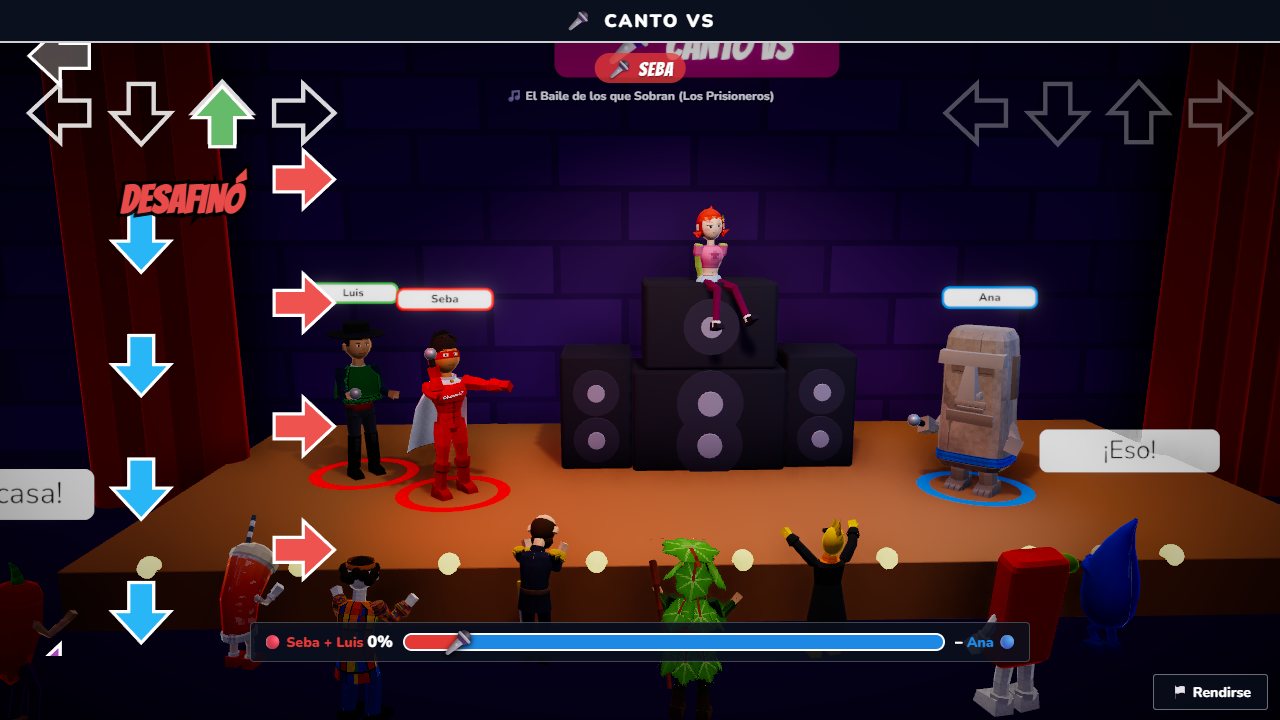 CANTO VS
CANTO VS
SEBA
El Baile de los que Sobran (Los Prisioneros)
DESAFINÓ
Luis
Seba
Ana
¡Eso!
casa!
Seba + Luis 0%
– Ana
Rendirse